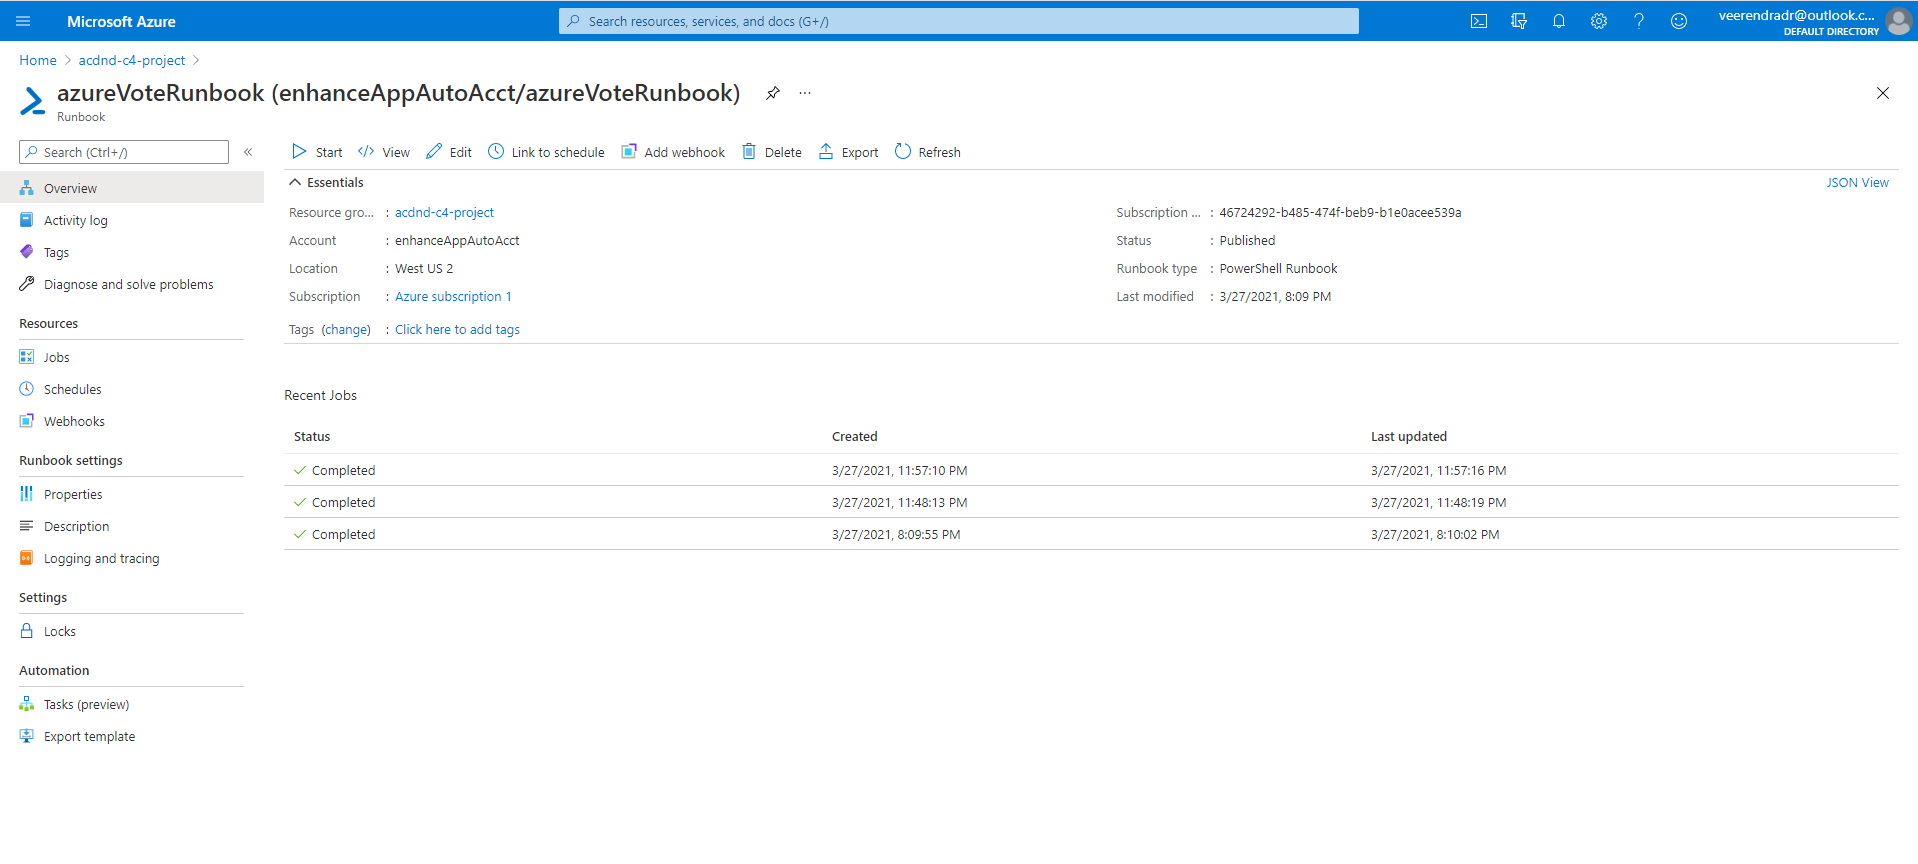 Microsoft Azure
Search resources, services, and docs (G+/)
veerendradr@outlook.c...
DEFAULT DIRECTORY
Home > acdnd-c4-project >
azureVoteRunbook (enhanceAppAutoAcct/azureVoteRunbook) ...
Runbook
Search (Ctrl+/) «
Start View Edit Link to schedule Add webhook Delete Export Refresh
Overview
Activity log
Tags
Diagnose and solve problems
Resources
Jobs
Schedules
Webhooks
Runbook settings
Properties
Description
Logging and tracing
Settings
Locks
Automation
Tasks (preview)
Export template
Essentials JSON View
Resource gro... : acdnd-c4-project
Account : enhanceAppAutoAcct
Location : West US 2
Subscription : Azure subscription 1
Subscription ... : 46724292-b485-474f-beb9-b1e0acee539a
Status : Published
Runbook type : PowerShell Runbook
Last modified : 3/27/2021, 8:09 PM
Tags (change) : Click here to add tags
Recent Jobs
Status Created Last updated
Completed 3/27/2021, 11:57:10 PM 3/27/2021, 11:57:16 PM
Completed 3/27/2021, 11:48:13 PM 3/27/2021, 11:48:19 PM
Completed 3/27/2021, 8:09:55 PM 3/27/2021, 8:10:02 PM